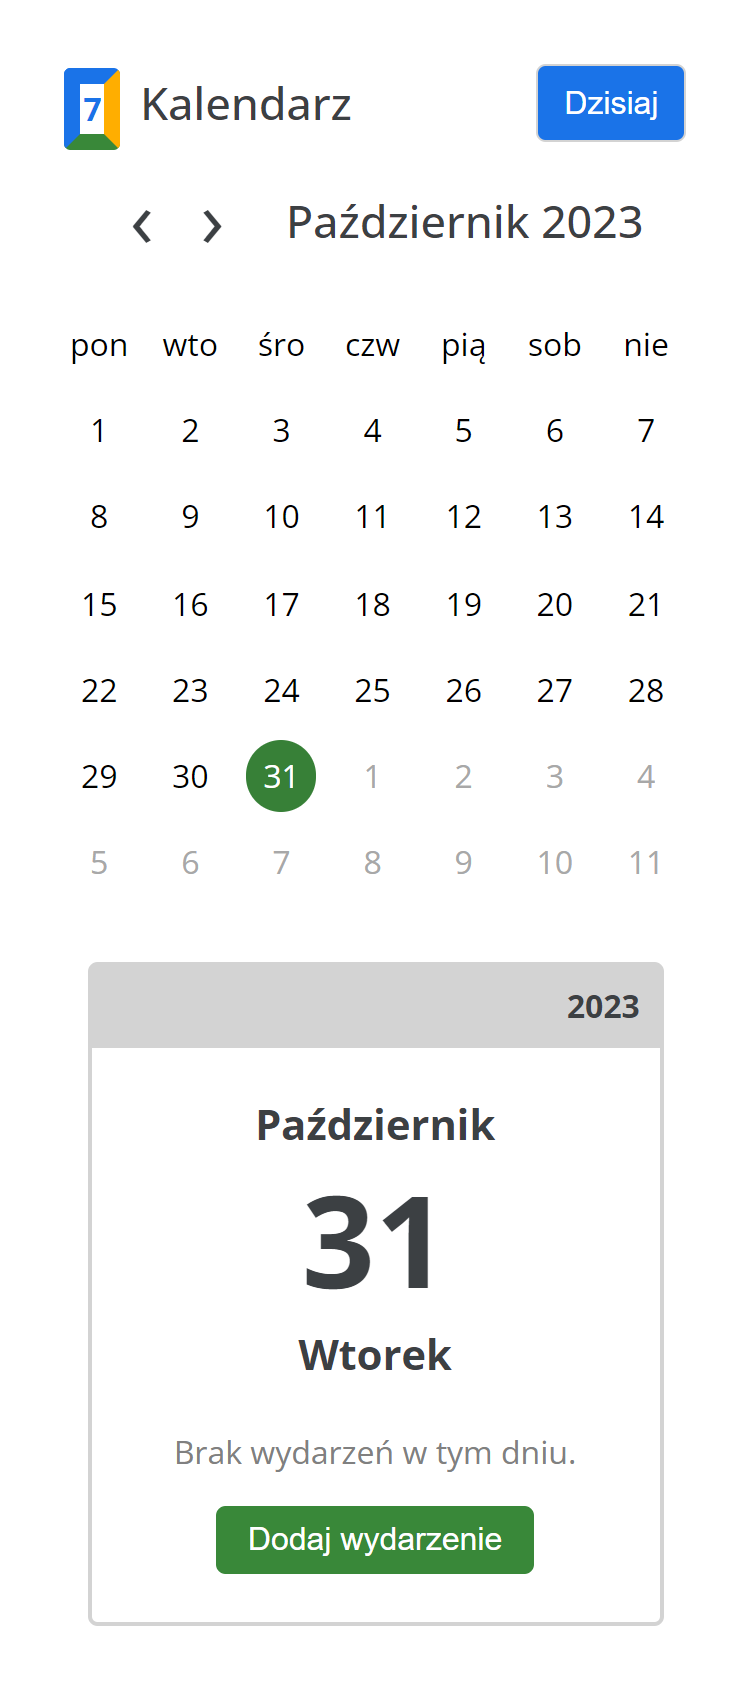 7 Kalendarz Dzisiaj
‹ › Październik 2023
pon wto śro czw pią sob nie
1 2 3 4 5 6 7
8 9 10 11 12 13 14
15 16 17 18 19 20 21
22 23 24 25 26 27 28
29 30 31 1 2 3 4
5 6 7 8 9 10 11
2023
Październik
31
Wtorek
Brak wydarzeń w tym dniu.
Dodaj wydarzenie